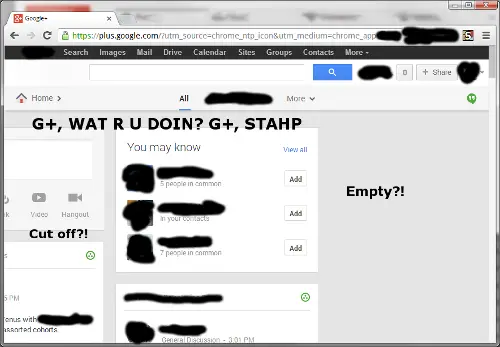 Google+
https://plus.google.com/?utm_source=chrome_ntp_icon&utm_medium=chrome_app
Search Images Mail Drive Calendar Sites Groups Contacts More
0 + Share
Home > All More
G+, WAT R U DOIN? G+, STAHP
You may know View all
5 people in common Add
Empty?!
In your contacts Add
Video Hangout
Cut off?!
7 people in common Add
5 PM
enus with
assorted cohorts.
General Discussion - 3:01 PM